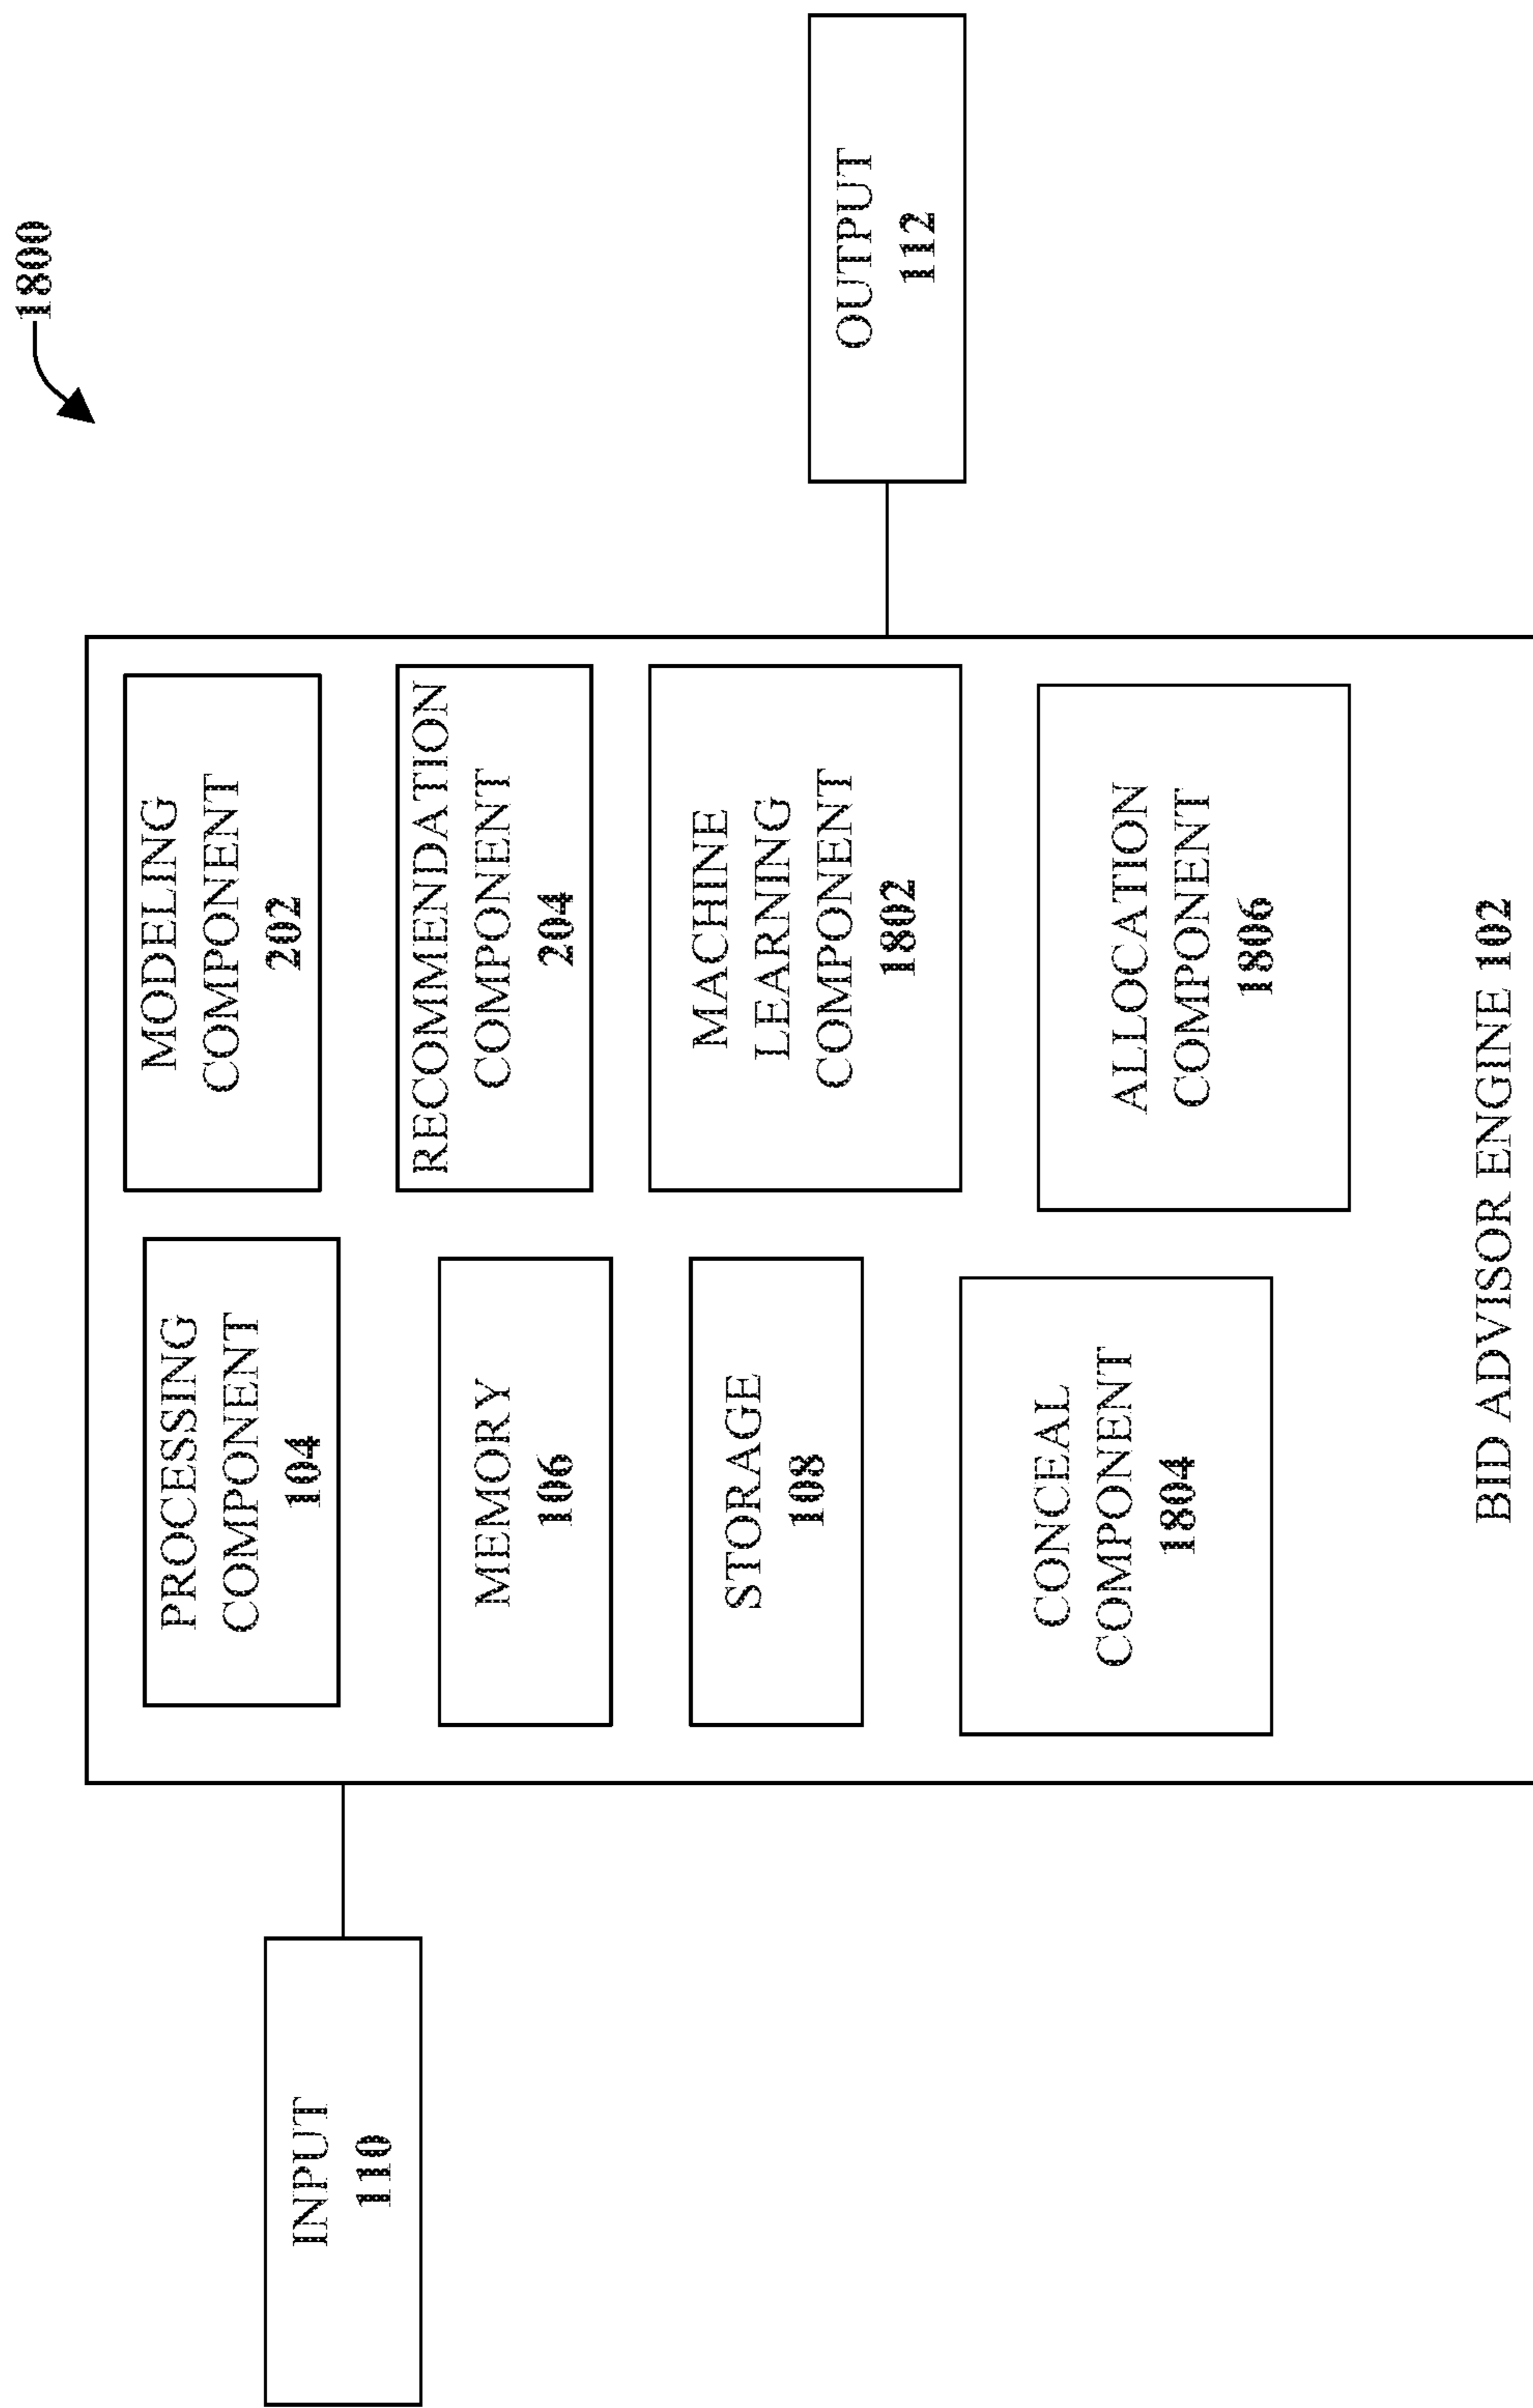 1800
INPUT
110
PROCESSING
COMPONENT
104
MEMORY
106
STORAGE
108
CONCEAL
COMPONENT
1804
MODELING
COMPONENT
202
RECOMMENDATION
COMPONENT
204
MACHINE
LEARNING
COMPONENT
1802
ALLOCATION
COMPONENT
1806
BID ADVISOR ENGINE 102
OUTPUT
112